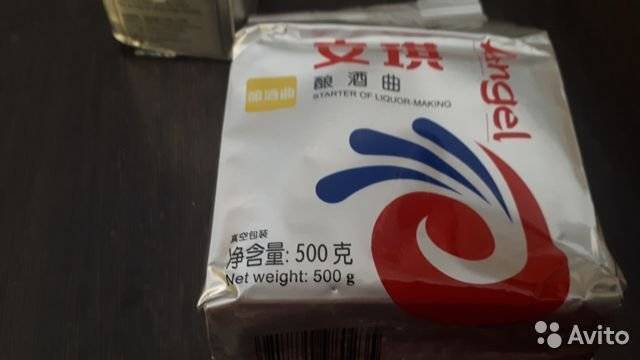 安琪
Angel
酿酒曲
酿酒曲
STARTER OF LIQUOR-MAKING
真空包装
净含量: 500克
Net weight: 500 g
Avito